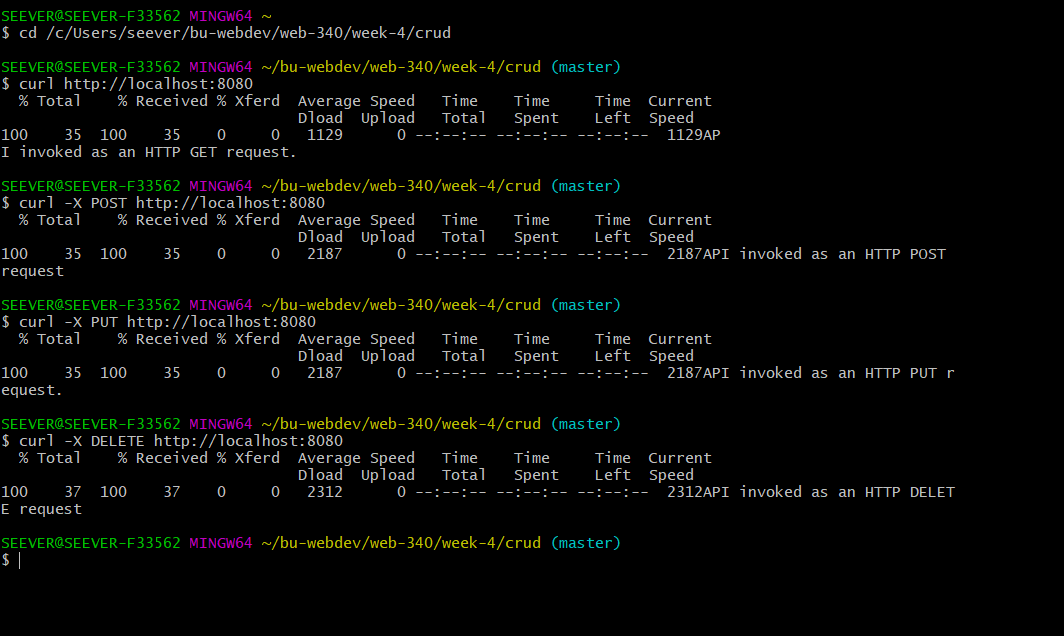 SEEVER@SEEVER-F33562 MINGW64 ~
$ cd /c/Users/seever/bu-webdev/web-340/week-4/crud
SEEVER@SEEVER-F33562 MINGW64 ~/bu-webdev/web-340/week-4/crud (master)
$ curl http://localhost:8080
  % Total    % Received % Xferd  Average Speed   Time    Time     Time  Current
                                 Dload  Upload   Total   Spent    Left  Speed
100    35  100    35    0     0   1129      0 --:--:-- --:--:-- --:--:--  1129AP
I invoked as an HTTP GET request.
SEEVER@SEEVER-F33562 MINGW64 ~/bu-webdev/web-340/week-4/crud (master)
$ curl -X POST http://localhost:8080
  % Total    % Received % Xferd  Average Speed   Time    Time     Time  Current
                                 Dload  Upload   Total   Spent    Left  Speed
100    35  100    35    0     0   2187      0 --:--:-- --:--:-- --:--:--  2187API invoked as an HTTP POST
request
SEEVER@SEEVER-F33562 MINGW64 ~/bu-webdev/web-340/week-4/crud (master)
$ curl -X PUT http://localhost:8080
  % Total    % Received % Xferd  Average Speed   Time    Time     Time  Current
                                 Dload  Upload   Total   Spent    Left  Speed
100    35  100    35    0     0   2187      0 --:--:-- --:--:-- --:--:--  2187API invoked as an HTTP PUT r
equest.
SEEVER@SEEVER-F33562 MINGW64 ~/bu-webdev/web-340/week-4/crud (master)
$ curl -X DELETE http://localhost:8080
  % Total    % Received % Xferd  Average Speed   Time    Time     Time  Current
                                 Dload  Upload   Total   Spent    Left  Speed
100    37  100    37    0     0   2312      0 --:--:-- --:--:-- --:--:--  2312API invoked as an HTTP DELET
E request
SEEVER@SEEVER-F33562 MINGW64 ~/bu-webdev/web-340/week-4/crud (master)
$